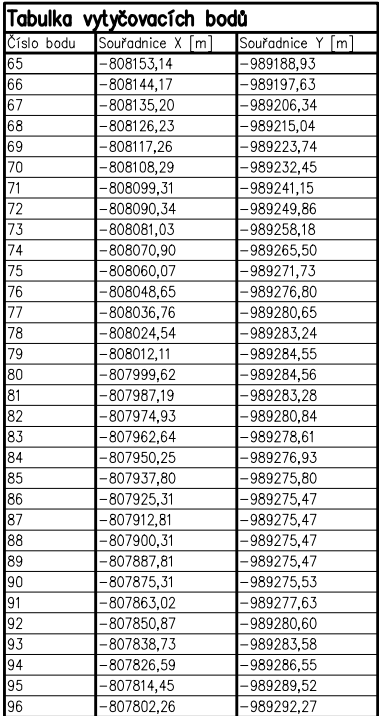 Tabulka vytyčovacích bodů
Číslo bodu Souřadnice X [m] Souřadnice Y [m]
65 -808153,14 -989188,93
66 -808144,17 -989197,63
67 -808135,20 -989206,34
68 -808126,23 -989215,04
69 -808117,26 -989223,74
70 -808108,29 -989232,45
71 -808099,31 -989241,15
72 -808090,34 -989249,86
73 -808081,03 -989258,18
74 -808070,90 -989265,50
75 -808060,07 -989271,73
76 -808048,65 -989276,80
77 -808036,76 -989280,65
78 -808024,54 -989283,24
79 -808012,11 -989284,55
80 -807999,62 -989284,56
81 -807987,19 -989283,28
82 -807974,93 -989280,84
83 -807962,64 -989278,61
84 -807950,25 -989276,93
85 -807937,80 -989275,80
86 -807925,31 -989275,47
87 -807912,81 -989275,47
88 -807900,31 -989275,47
89 -807887,81 -989275,47
90 -807875,31 -989275,53
91 -807863,02 -989277,63
92 -807850,87 -989280,60
93 -807838,73 -989283,58
94 -807826,59 -989286,55
95 -807814,45 -989289,52
96 -807802,26 -989292,27